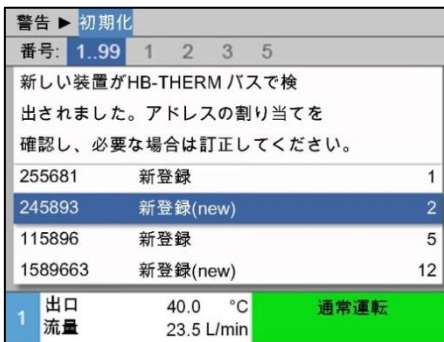 警告 ▶ 初期化
番号: 1..99 1 2 3 5
新しい装置がHB-THERM バスで検
出されました。アドレスの割り当てを
確認し、必要な場合は訂正してください。
255681 新登録 1
245893 新登録(new) 2
115896 新登録 5
1589663 新登録(new) 12
1 出口 40.0 °C 通常運転
流量 23.5 L/min